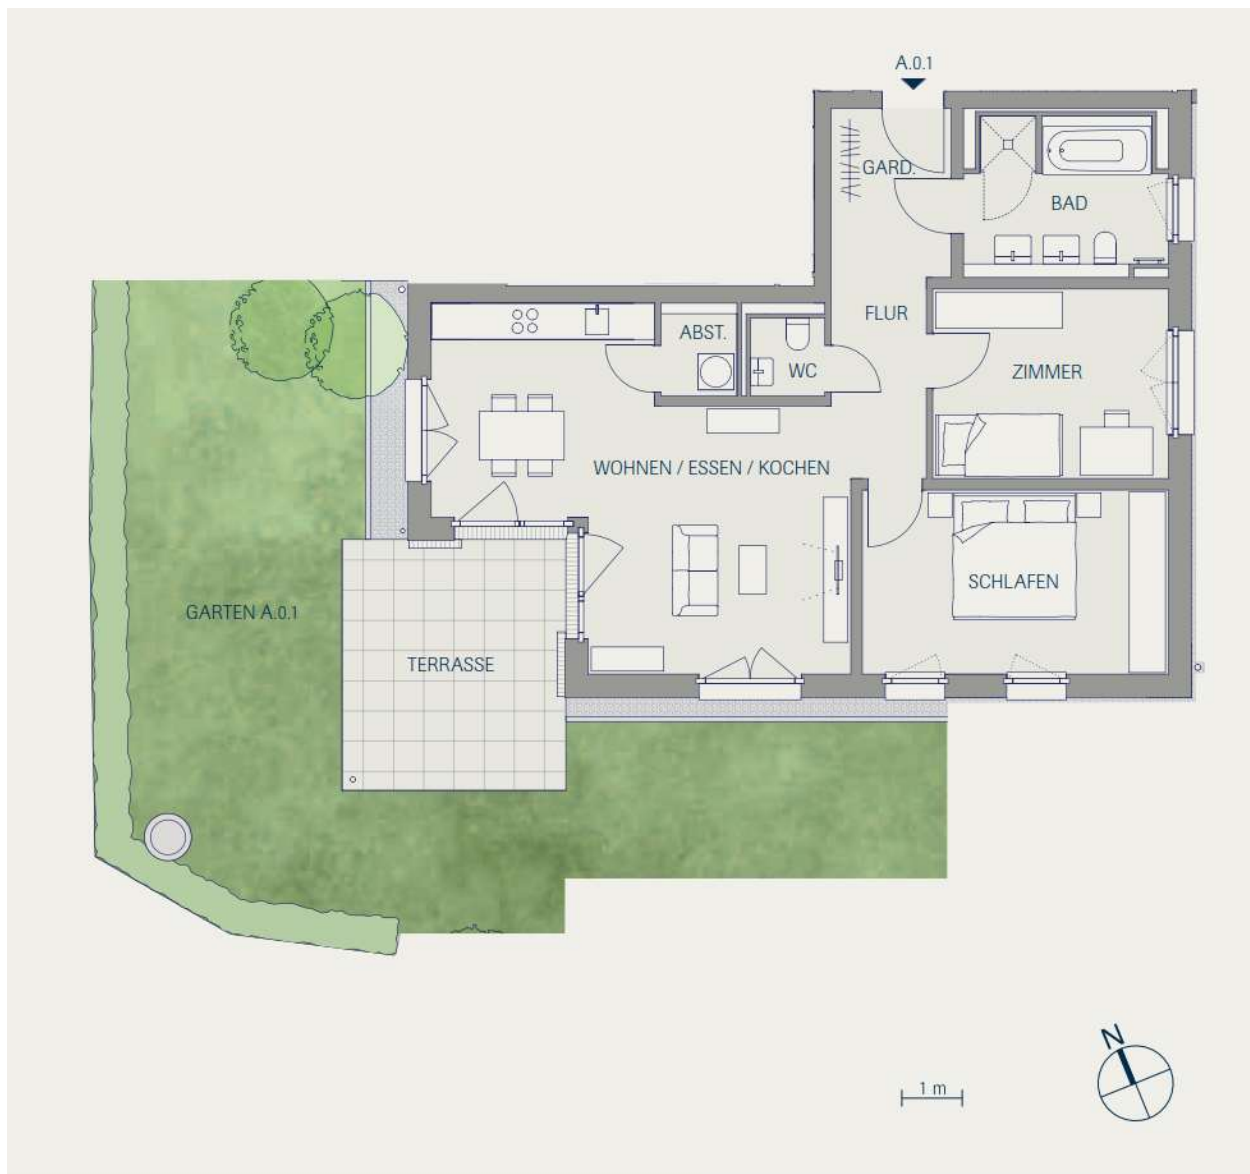 A.0.1
GARD.
BAD
FLUR
ABST.
WC
ZIMMER
WOHNEN / ESSEN / KOCHEN
SCHLAFEN
GARTEN A.0.1
TERRASSE
N
1 m